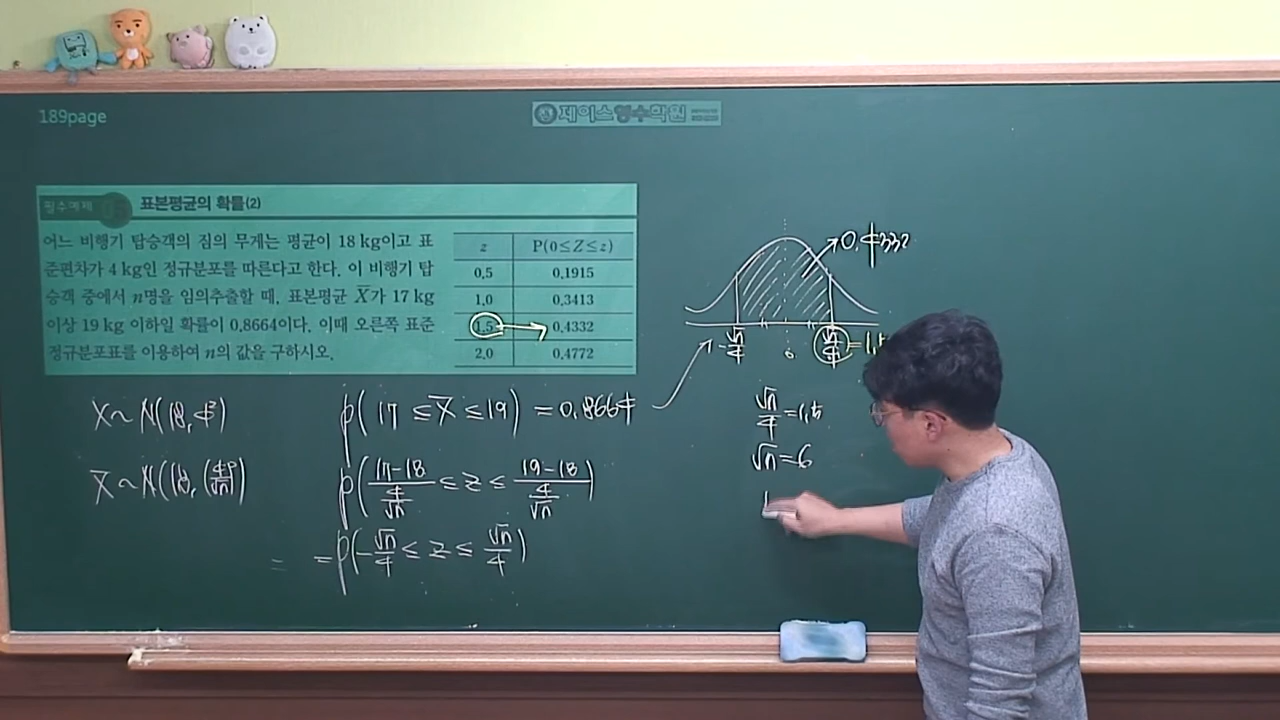 189page
제이스영수학원
필수예제
표본평균의 확률(2)
어느 비행기 탑승객의 짐의 무게는 평균이 18 kg이고 표
준편차가 4 kg인 정규분포를 따른다고 한다. 이 비행기 탑
승객 중에서 n명을 임의추출할 때, 표본평균 X̄가 17 kg
이상 19 kg 이하일 확률이 0.8664이다. 이때 오른쪽 표준
정규분포표를 이용하여 n의 값을 구하시오.
z P(0≤Z≤z)
0.5 0.1915
1.0 0.3413
1.5 0.4332
2.0 0.4772
X~N(18, 4²)
X̄~N(18, (4/√n)²)
P(17≤X̄≤19)=0.8664
P((17-18)/(4/√n) ≤ Z ≤ (19-18)/(4/√n))
=P(-√n/4 ≤ Z ≤ √n/4)
0.4332
-√n/4 0 √n/4 =1.5
√n/4=1.5
√n=6